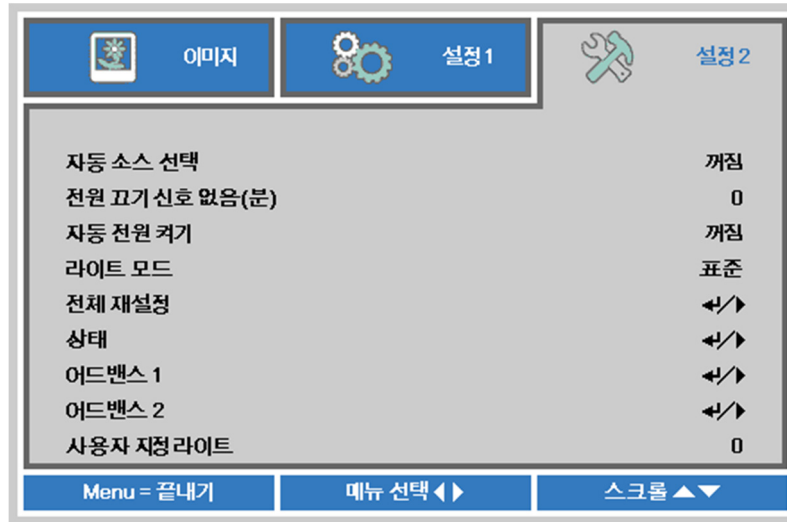 이미지 설정 1 설정 2
자동 소스 선택 꺼짐
전원 끄기 신호 없음(분) 0
자동 전원 켜기 꺼짐
라이트 모드 표준
전체 재설정 ↵/▶
상태 ↵/▶
어드밴스 1 ↵/▶
어드밴스 2 ↵/▶
사용자 지정 라이트 0
Menu = 끝내기 메뉴 선택 ◀▶ 스크롤 ▲▼